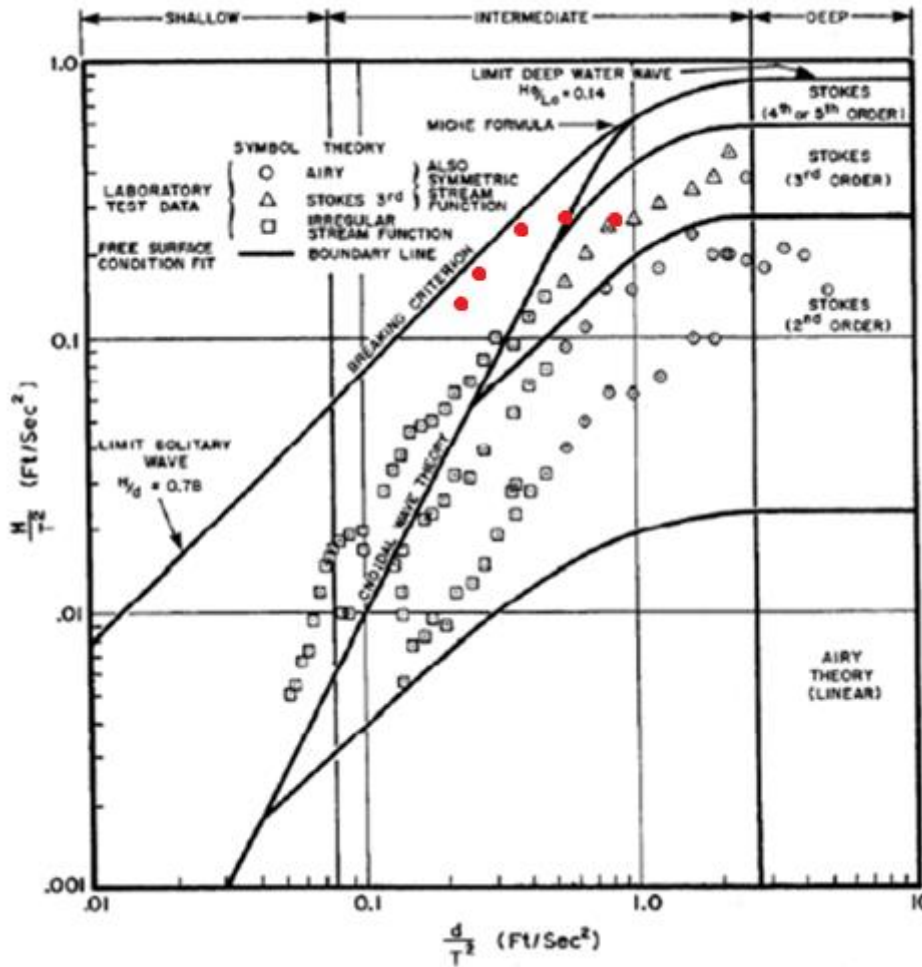 SHALLOW INTERMEDIATE DEEP
1.0
LIMIT DEEP WATER WAVE
Ho/Lo = 0.14
STOKES
(4th or 5th ORDER)
MICHE FORMULA
SYMBOL THEORY
LABORATORY
TEST DATA
AIRY
STOKES 3rd
IRREGULAR
STREAM FUNCTION
ALSO
SYMMETRIC
STREAM
FUNCTION
FREE SURFACE
CONDITION FIT
BOUNDARY LINE
STOKES
(3rd ORDER)
BREAKING CRITERION
STOKES
(2nd ORDER)
0.1
LIMIT SOLITARY
WAVE
H/d = 0.78
H/T² (Ft/Sec²)
CNOIDAL WAVE THEORY
.01
AIRY
THEORY
(LINEAR)
.001
.01 0.1 1.0 10
d/T² (Ft/Sec²)